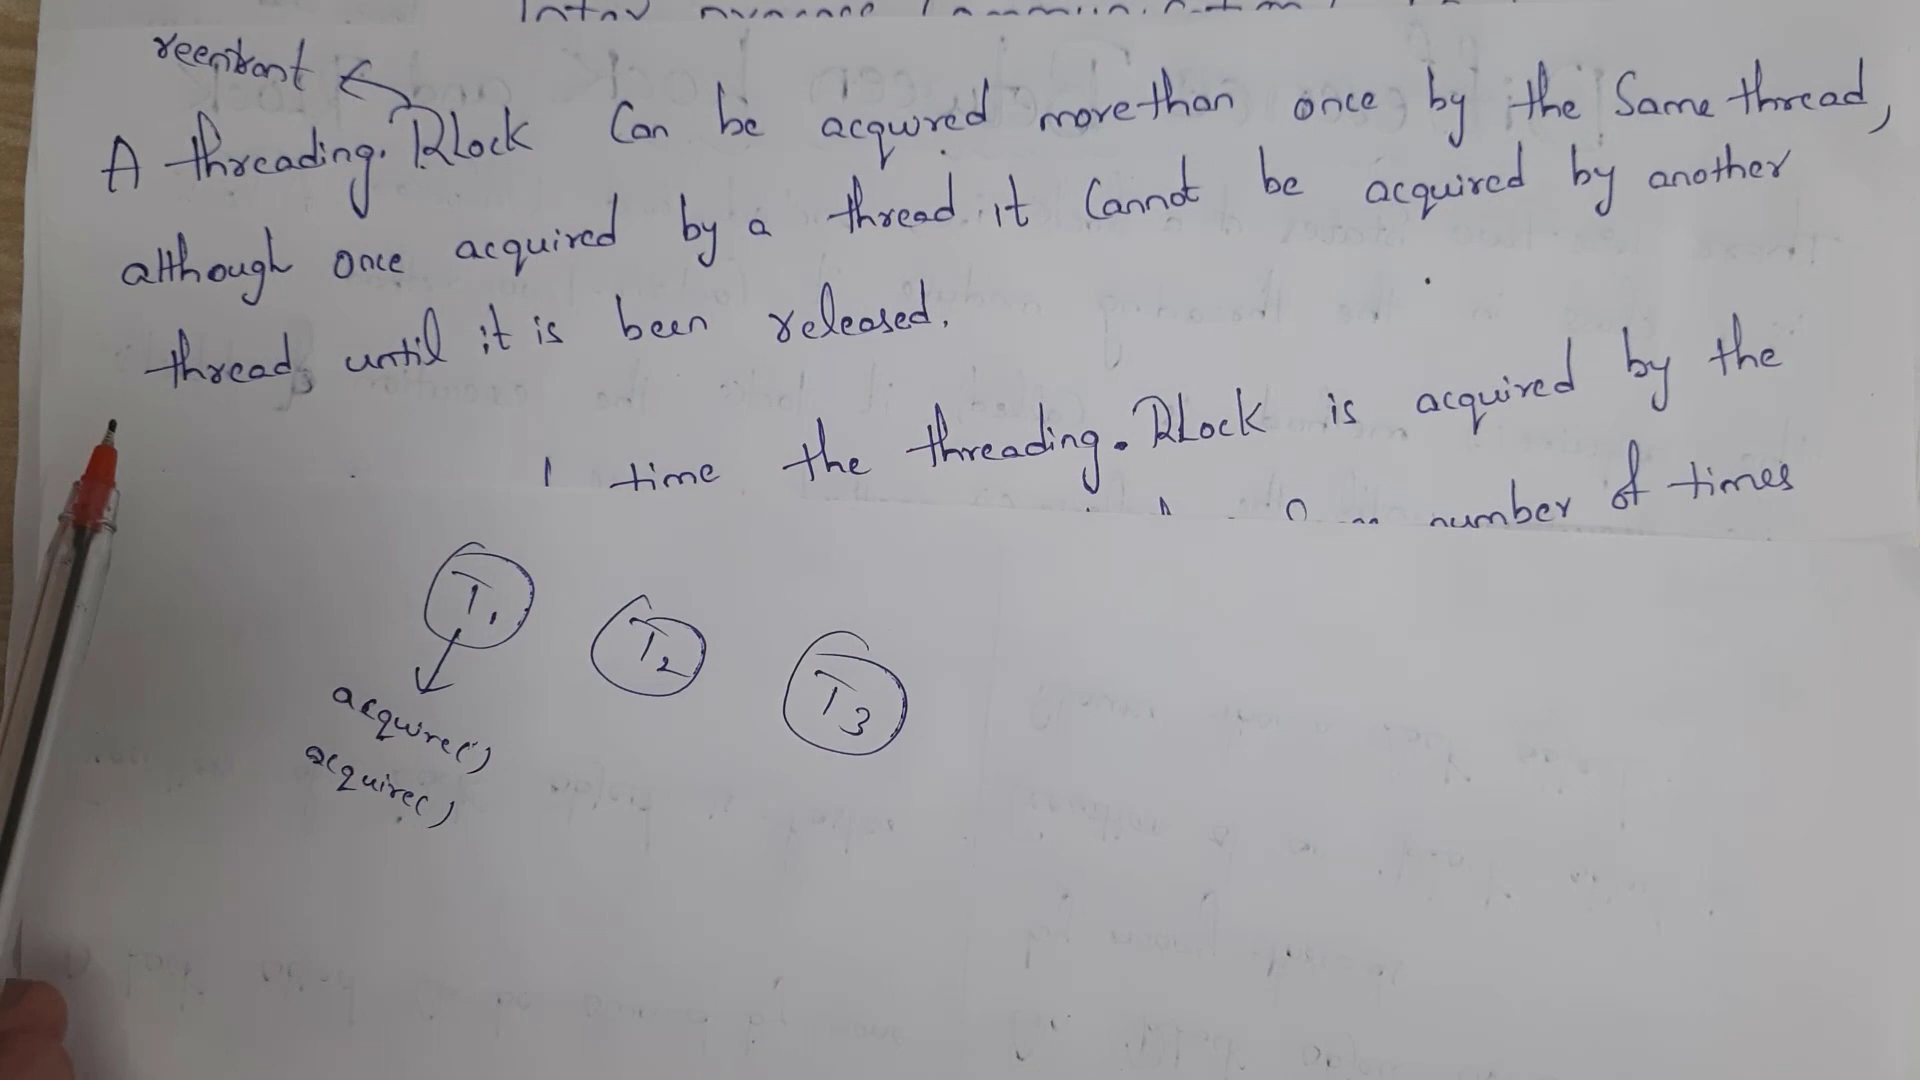 reentrant
A threading. Rlock Can be acquired more than once by the Same thread,
although once acquired by a thread it Cannot be acquired by another
thread, until it is been released.
time the threading. RLock is acquired by the
number of times
T1
T2
T3
acquire()
acquire()